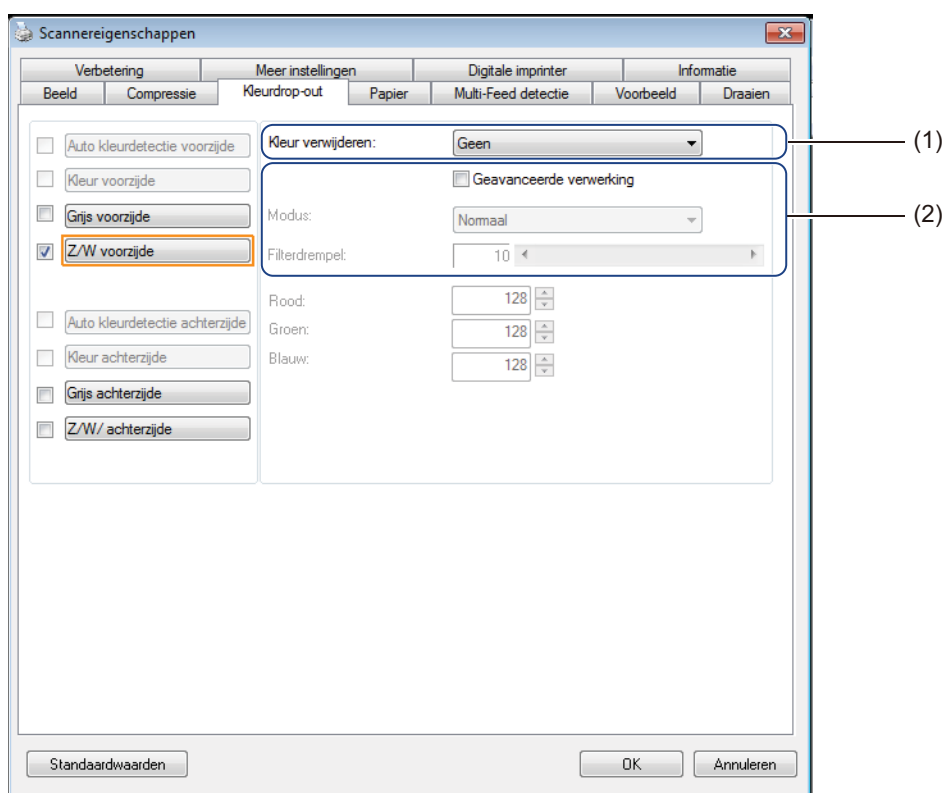 Scannereigenschappen
Verbetering Meer instellingen Digitale imprinter Informatie
Beeld Compressie Kleurdrop-out Papier Multi-Feed detectie Voorbeeld Draaien
Auto kleurdetectie voorzijde
Kleur voorzijde
Grijs voorzijde
Z/W voorzijde
Auto kleurdetectie achterzijde
Kleur achterzijde
Grijs achterzijde
Z/W/ achterzijde
Kleur verwijderen: Geen (1)
Geavanceerde verwerking
(2)
Modus: Normaal
Filterdrempel: 10
Rood: 128
Groen: 128
Blauw: 128
Standaardwaarden OK Annuleren